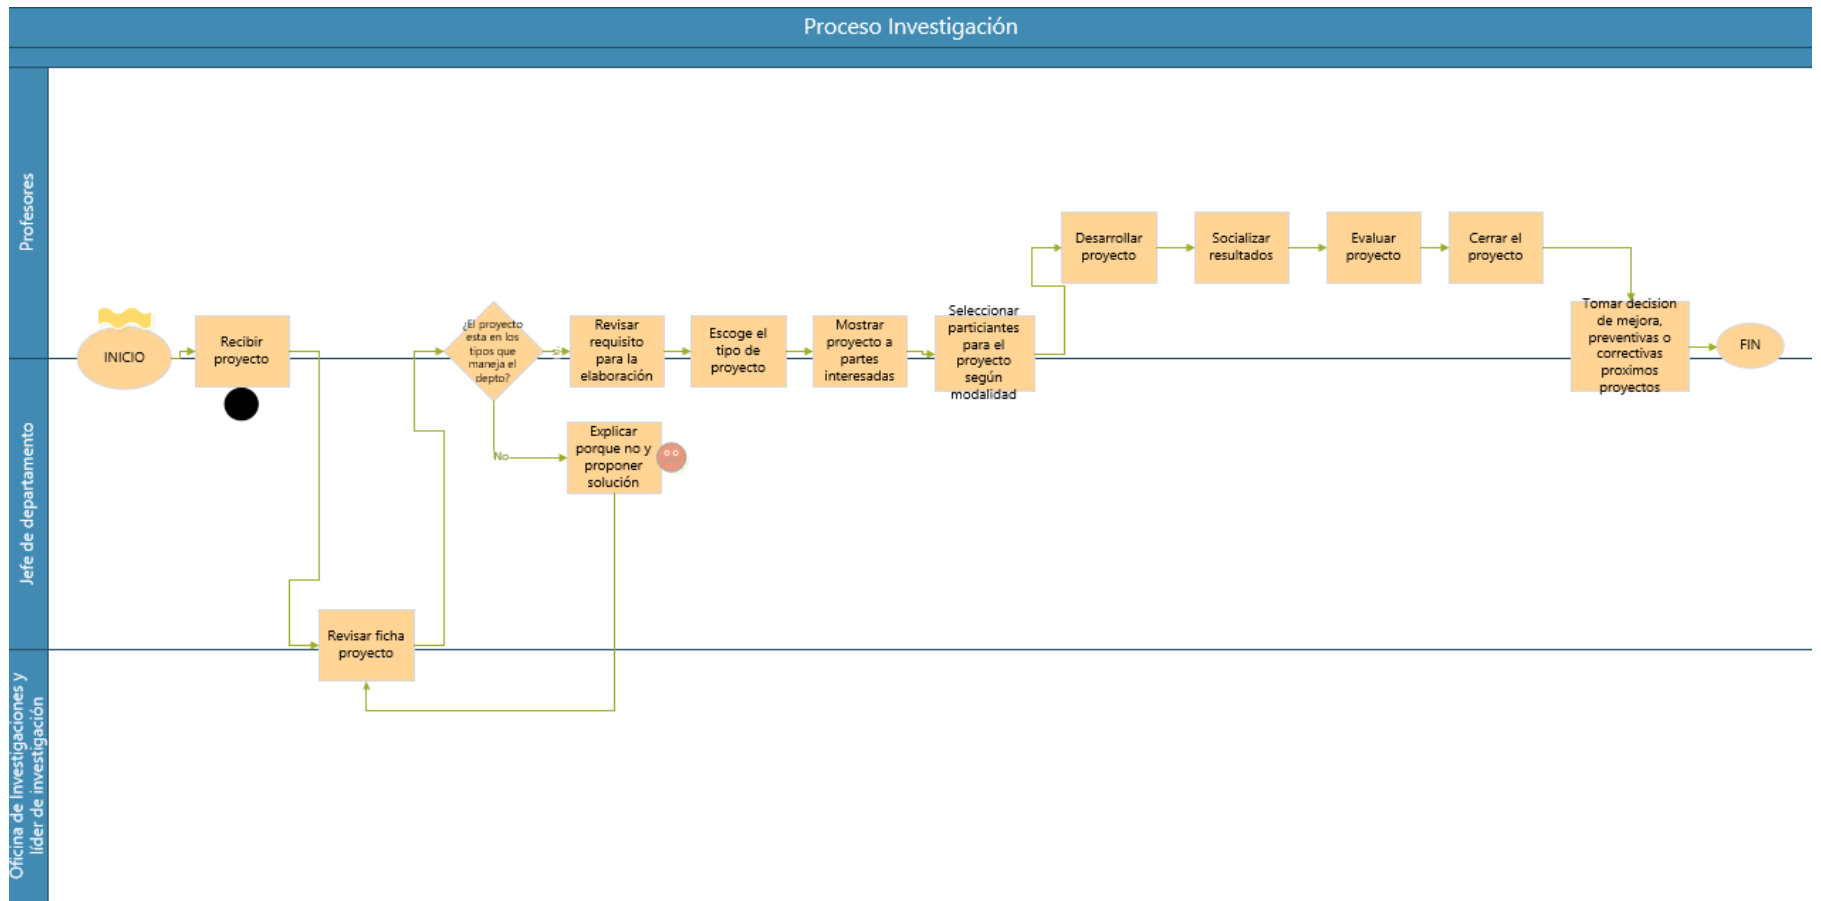 Proceso Investigación
Profesores
Jefe de departamento
Oficina de Investigaciones y
líder de investigación
INICIO
Recibir
proyecto
Revisar ficha
proyecto
¿El proyecto
esta en los
tipos que
maneja el
depto?
si
No
Explicar
porque no y
proponer
solución
Revisar
requisito
para la
elaboración
Escoge el
tipo de
proyecto
Mostrar
proyecto a
partes
interesadas
Seleccionar
particiantes
para el
proyecto
según
modalidad
Desarrollar
proyecto
Socializar
resultados
Evaluar
proyecto
Cerrar el
proyecto
Tomar decision
de mejora,
preventivas o
correctivas
proximos
proyectos
FIN